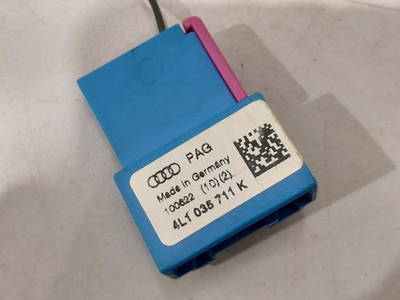 PAG
Made in Germany
100622 (10)(2)
4L1 035 711 K